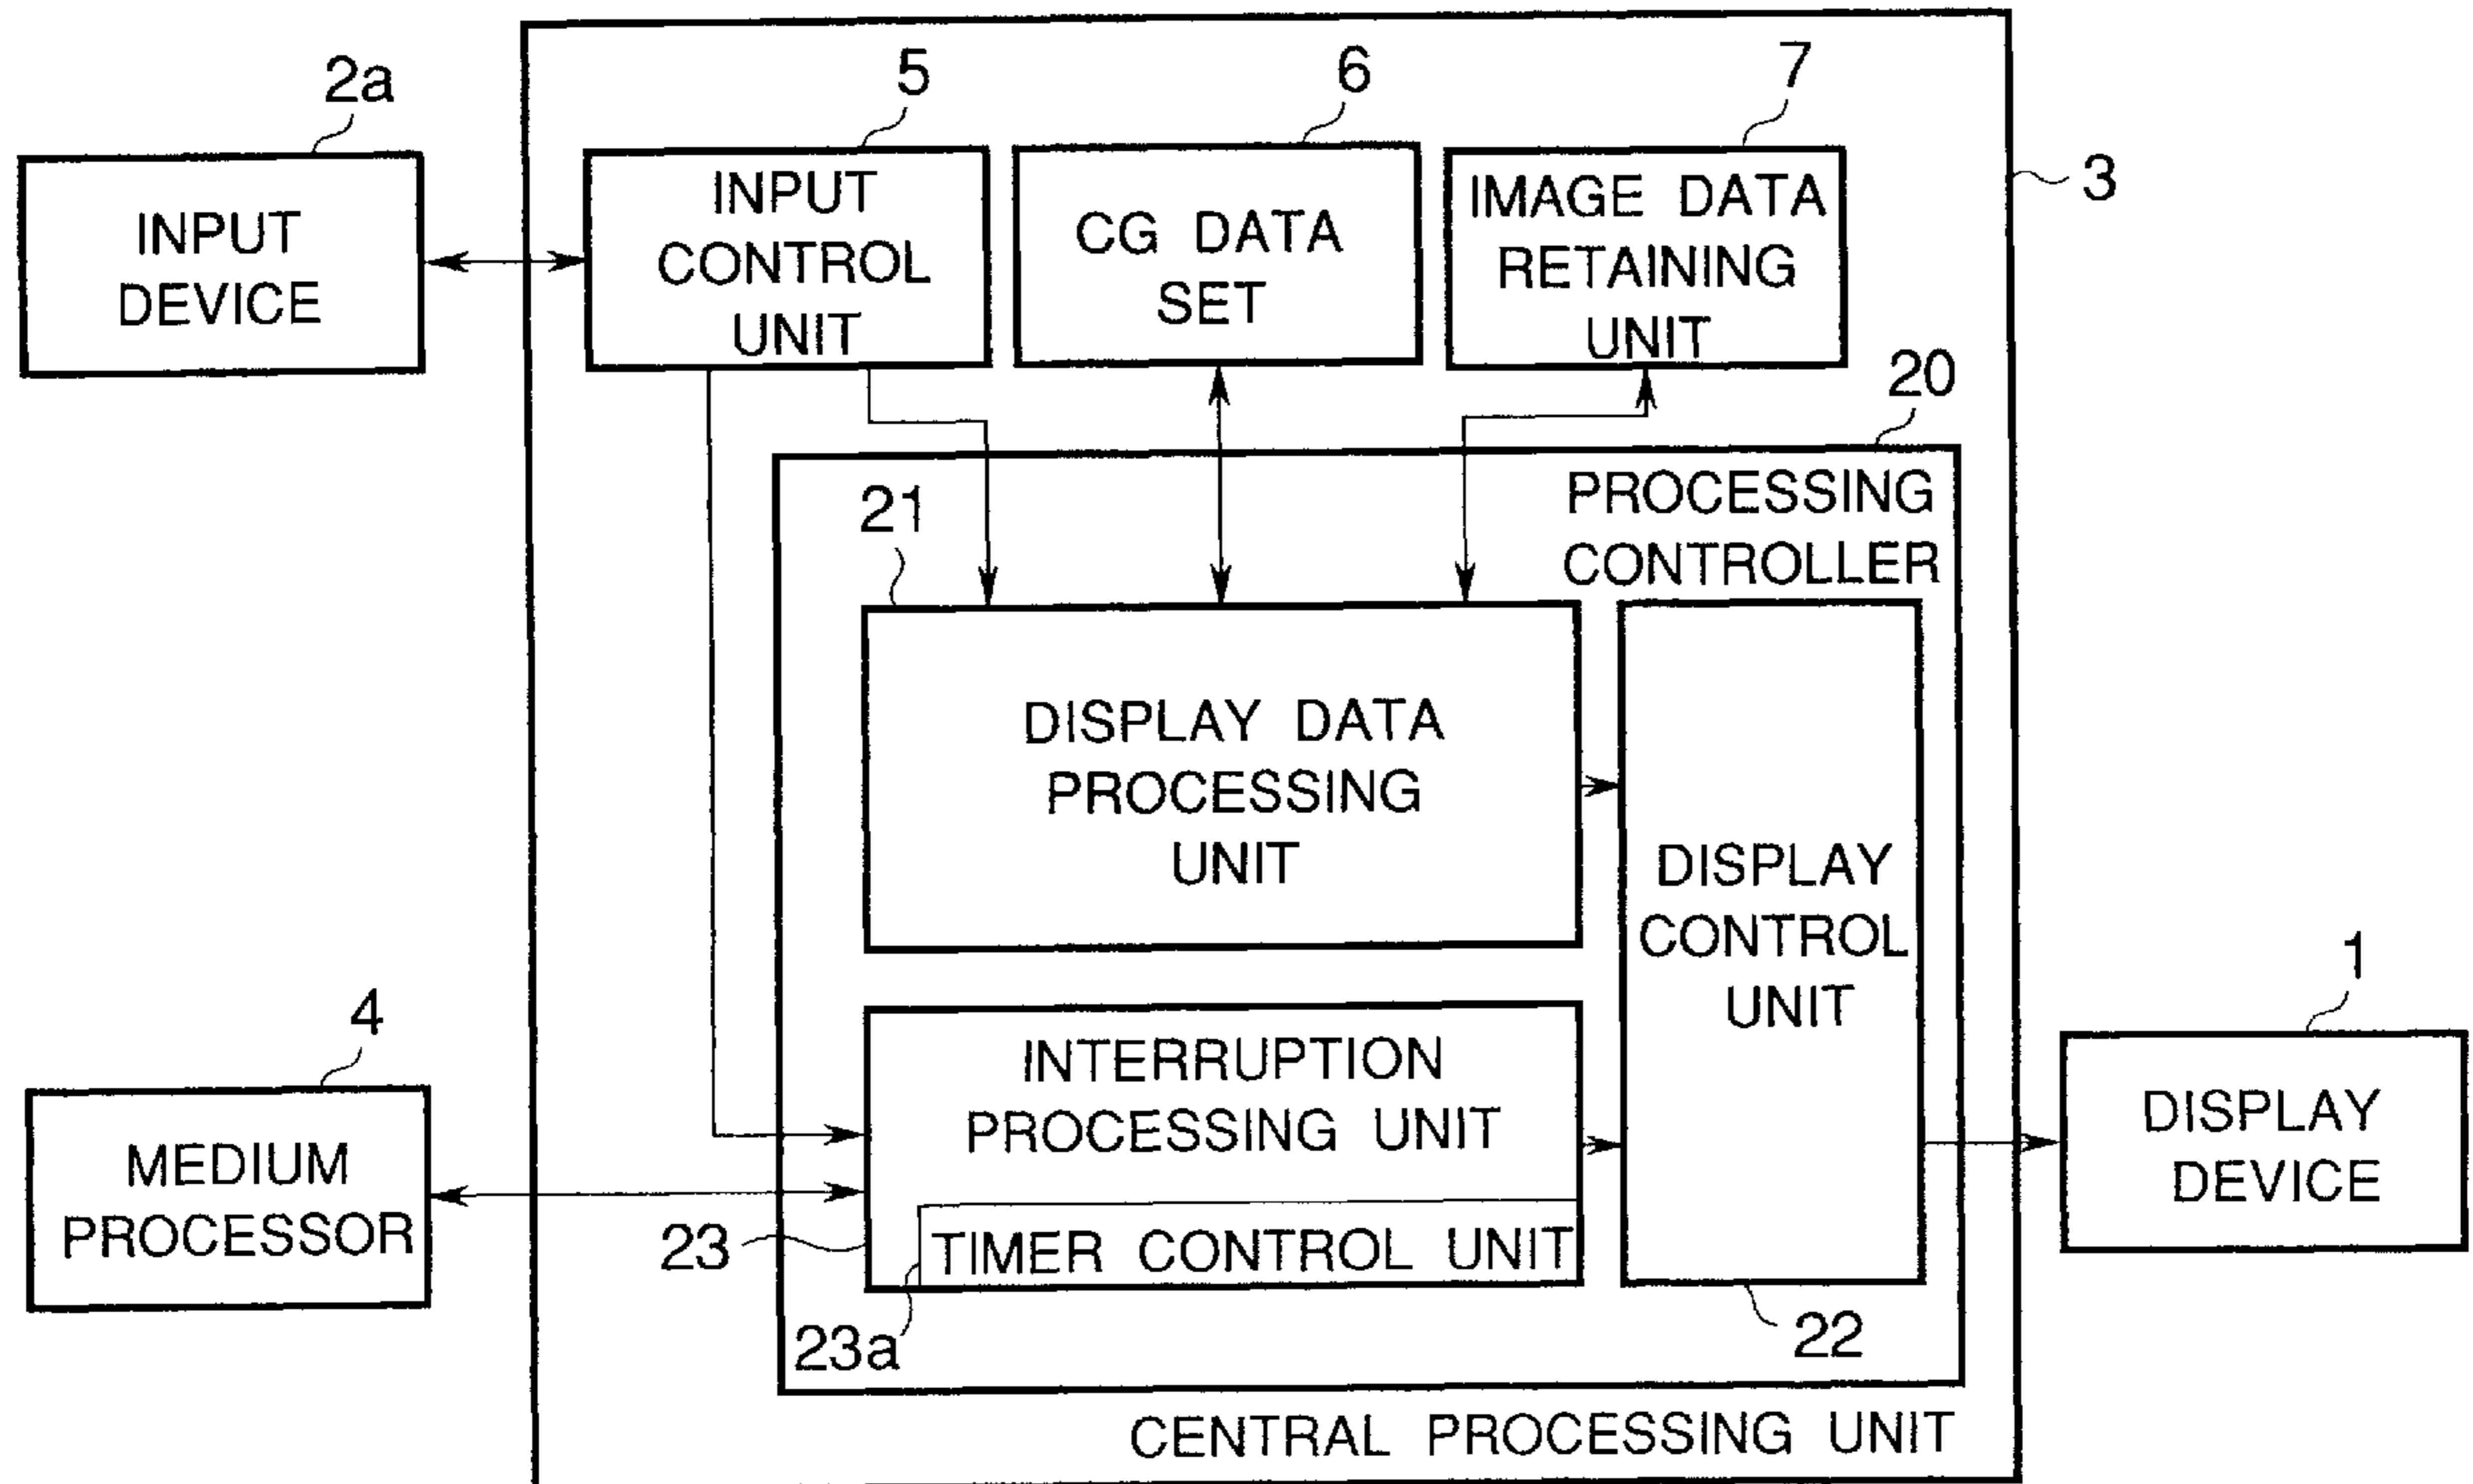 2a
5
6
7
3
INPUT
DEVICE
INPUT
CONTROL
UNIT
CG DATA
SET
IMAGE DATA
RETAINING
UNIT
20
PROCESSING
CONTROLLER
21
DISPLAY DATA
PROCESSING
UNIT
DISPLAY
CONTROL
UNIT
4
MEDIUM
PROCESSOR
INTERRUPTION
PROCESSING UNIT
23
TIMER CONTROL UNIT
23a
22
1
DISPLAY
DEVICE
CENTRAL PROCESSING UNIT